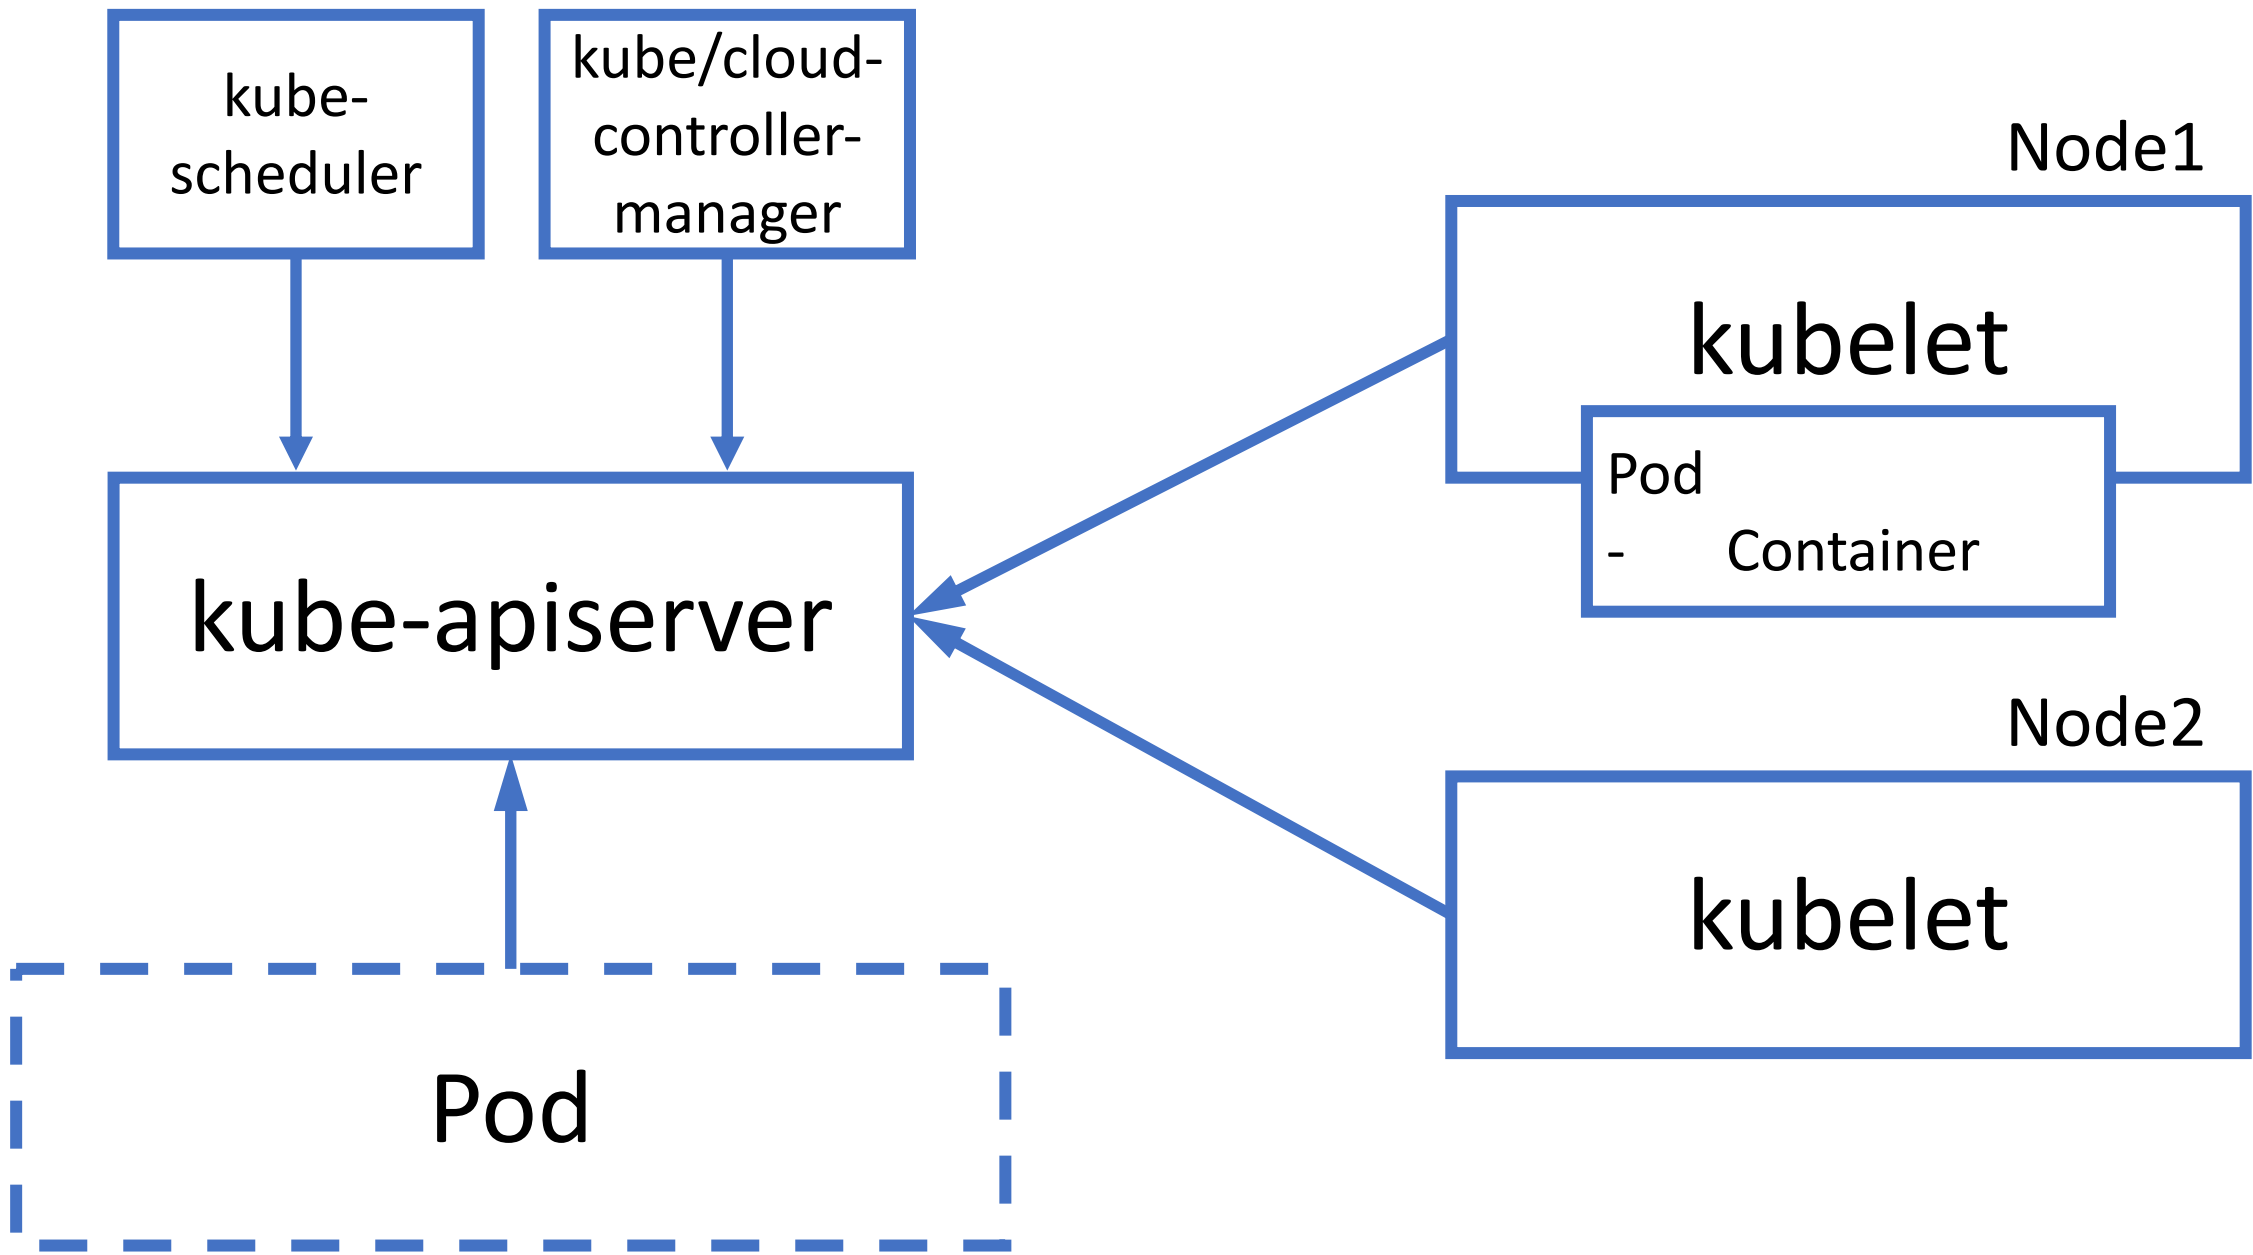 kube-
scheduler
kube/cloud-
controller-
manager
kube-apiserver
Pod
Node1
kubelet
Pod
- Container
Node2
kubelet